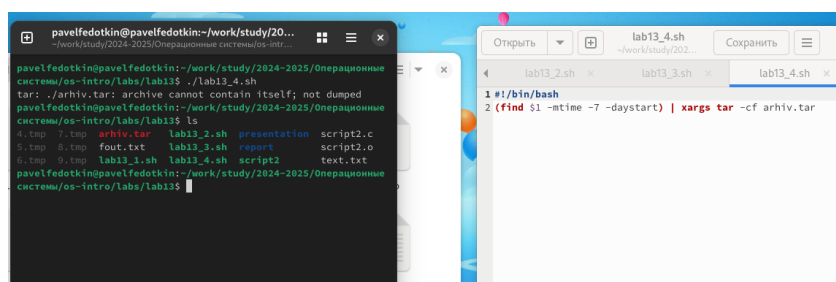 pavelfedotkin@pavelfedotkin:~/work/study/20...
~/work/study/2024-2025/Операционные системы/os-intr...
pavelfedotkin@pavelfedotkin:~/work/study/2024-2025/Операционные
системы/os-intro/labs/lab13$ ./lab13_4.sh
tar: ./arhiv.tar: archive cannot contain itself; not dumped
pavelfedotkin@pavelfedotkin:~/work/study/2024-2025/Операционные
системы/os-intro/labs/lab13$ ls
4.tmp 7.tmp arhiv.tar lab13_2.sh presentation script2.c
5.tmp 8.tmp fout.txt lab13_3.sh report script2.o
6.tmp 9.tmp lab13_1.sh lab13_4.sh script2 text.txt
pavelfedotkin@pavelfedotkin:~/work/study/2024-2025/Операционные
системы/os-intro/labs/lab13$
Открыть
lab13_4.sh
~/work/study/202...
Сохранить
lab13_2.sh
lab13_3.sh
lab13_4.sh
1 #!/bin/bash
2 (find $1 -mtime -7 -daystart) | xargs tar -cf arhiv.tar